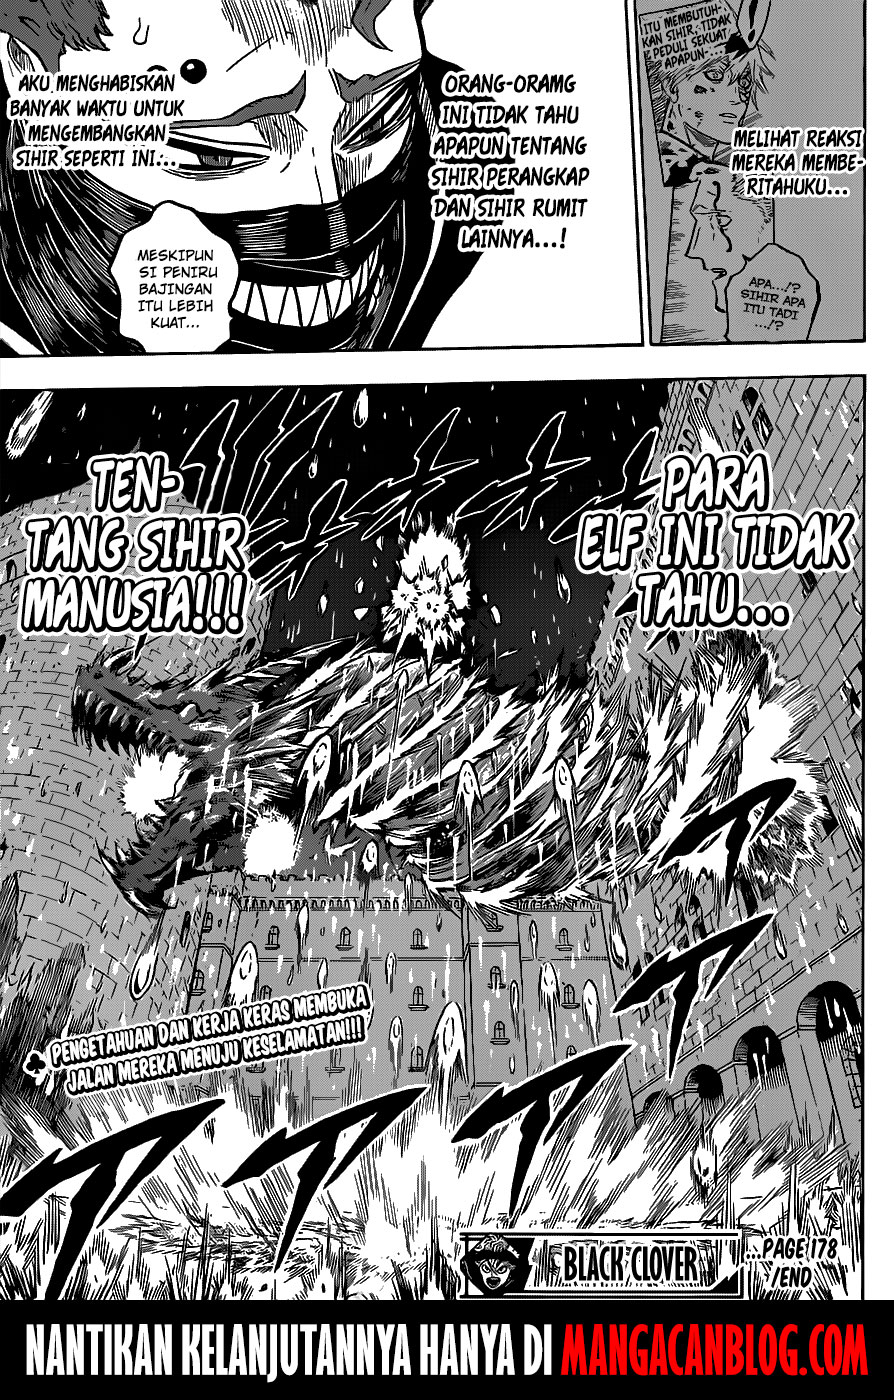 ITU MEMBUTUH-
KAN SIHIR, TIDAK
PEDULI SEKUAT
APAPUN-...
MELIHAT REAKSI
MEREKA MEMBE-
RITAHUKU...
APA...!?
SIHIR APA
ITU TADI
...!?
ORANG-ORAMG
INI TIDAK TAHU
APAPUN TENTANG
SIHIR PERANGKAP
DAN SIHIR RUMIT
LAINNYA...!
AKU MENGHABISKAN
BANYAK WAKTU UNTUK
MENGEMBANGKAN
SIHIR SEPERTI INI...
MESKIPUN
SI PENIRU
BAJINGAN
ITU LEBIH
KUAT...
PARA
ELF INI TIDAK
TAHU...
TEN-
TANG SIHIR
MANUSIA!!!
PENGETAHUAN DAN KERJA KERAS MEMBUKA
JALAN MEREKA MENUJU KESELAMATAN!!!
BLACK CLOVER
...PAGE 178
/END
NANTIKAN KELANJUTANNYA HANYA DI MANGACANBLOG.COM